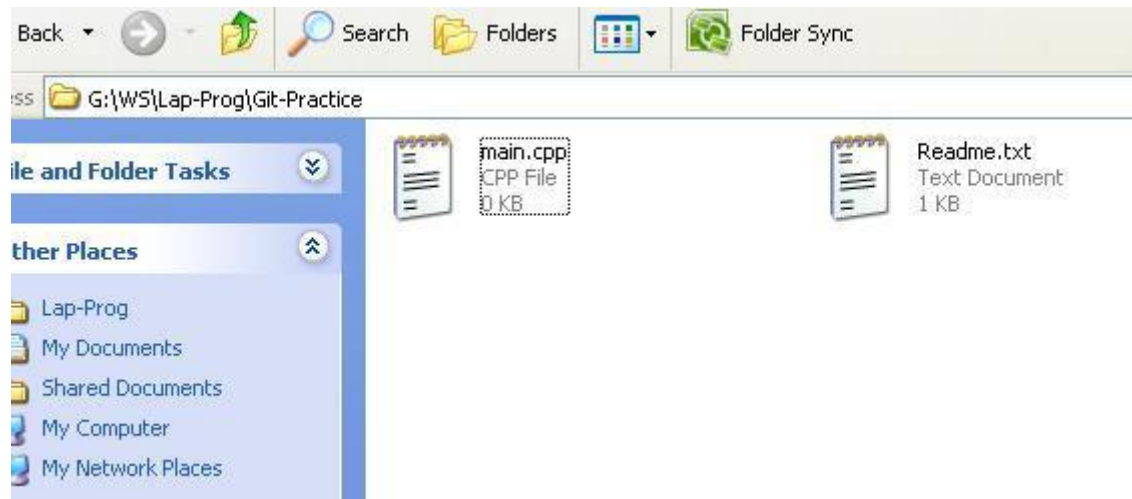 Back Search Folders Folder Sync
ss G:\WS\Lap-Prog\Git-Practice
ile and Folder Tasks
main.cpp
CPP File
0 KB
Readme.txt
Text Document
1 KB
ther Places
Lap-Prog
My Documents
Shared Documents
My Computer
My Network Places